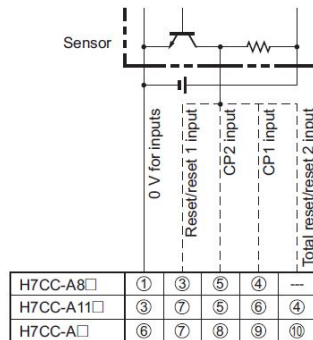 Sensor
0 V for inputs
Reset/reset 1 input
CP2 input
CP1 input
Total reset/reset 2 input
H7CC-A8□ ① ③ ⑤ ④ ---
H7CC-A11□ ③ ⑦ ⑤ ⑥ ④
H7CC-A□ ⑥ ⑦ ⑧ ⑨ ⑩